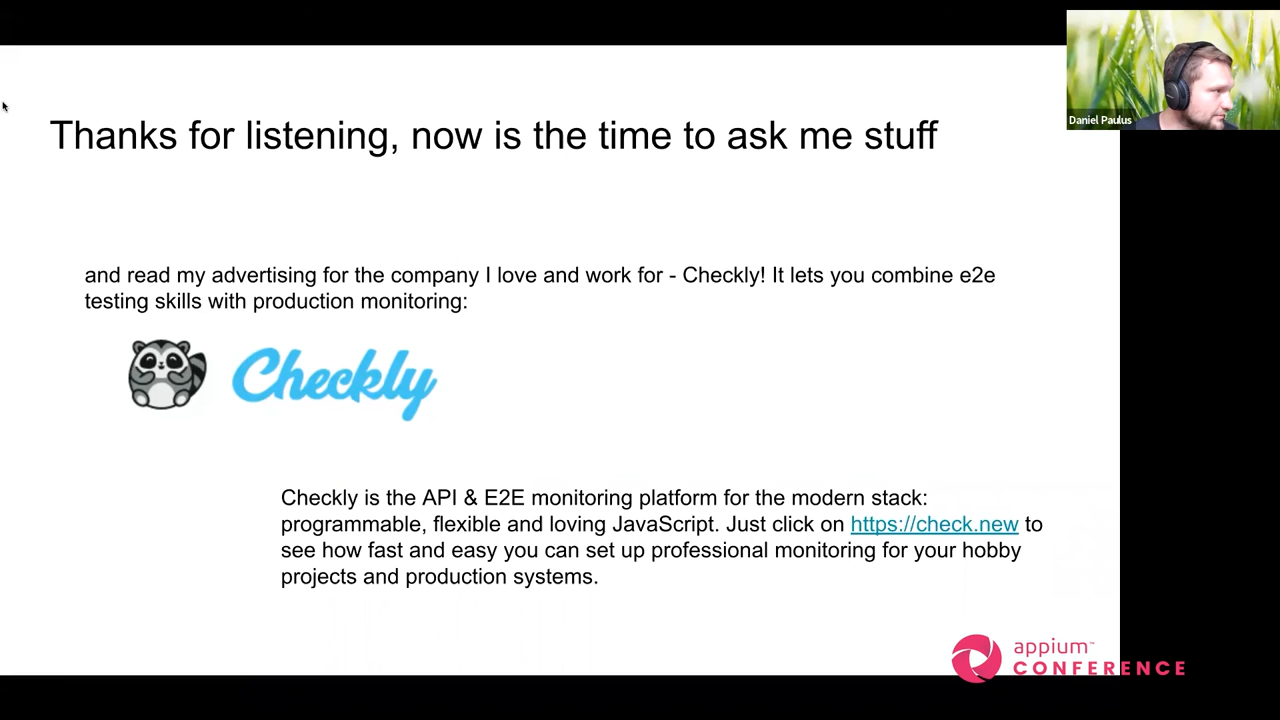 Daniel Paulus
Thanks for listening, now is the time to ask me stuff
and read my advertising for the company I love and work for - Checkly! It lets you combine e2e
testing skills with production monitoring:
Checkly
Checkly is the API & E2E monitoring platform for the modern stack:
programmable, flexible and loving JavaScript. Just click on https://check.new to
see how fast and easy you can set up professional monitoring for your hobby
projects and production systems.
appium™
CONFERENCE